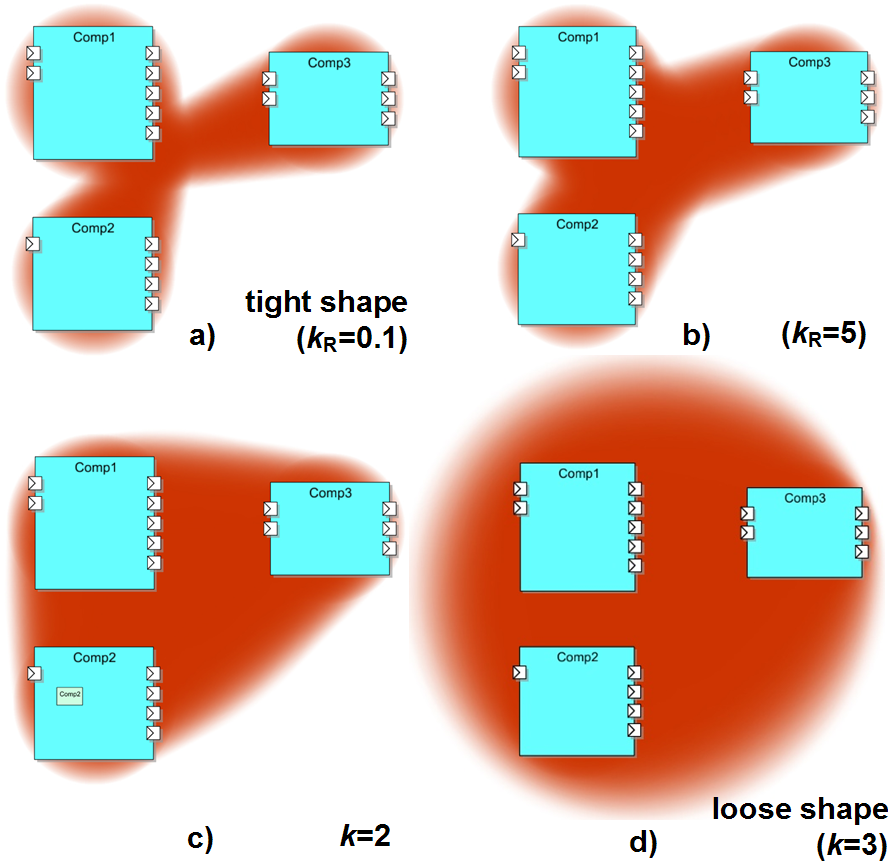 Comp1
Comp3
Comp2
tight shape
a)
(kR=0.1)
Comp1
Comp3
Comp2
b)
(kR=5)
Comp1
Comp3
Comp2
Comp2
c)
k=2
Comp1
Comp3
Comp2
loose shape
d)
(k=3)